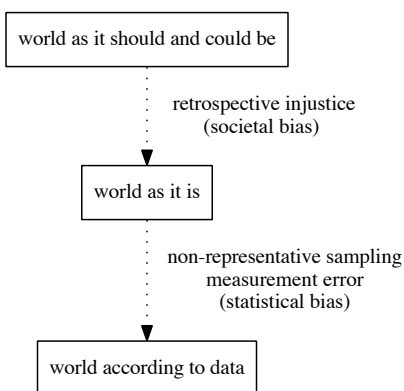 world as it should and could be
retrospective injustice
(societal bias)
world as it is
non-representative sampling
measurement error
(statistical bias)
world according to data